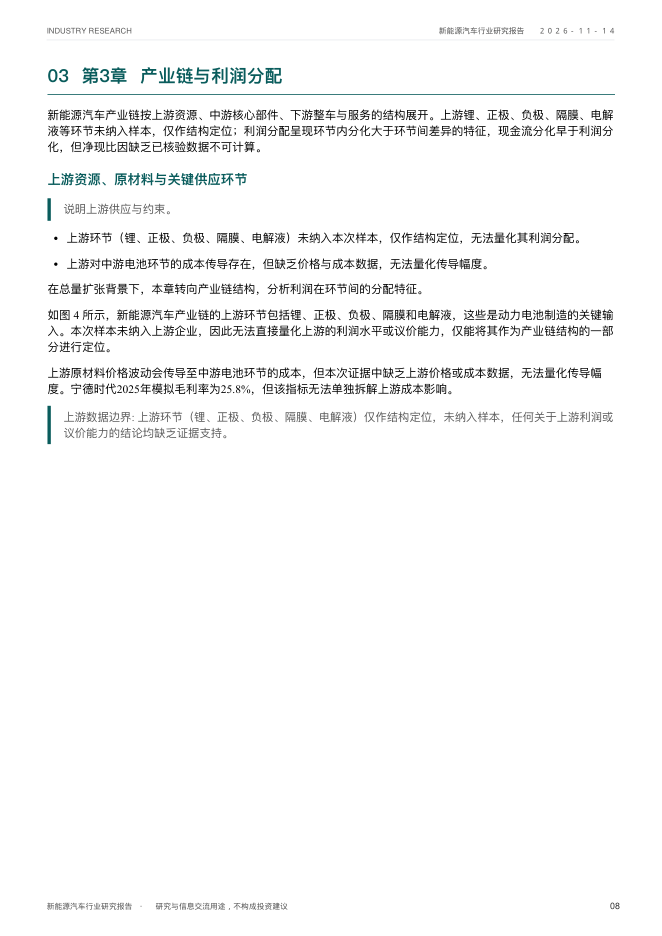 INDUSTRY RESEARCH 新能源汽车行业研究报告 2026-11-14
03 第3章 产业链与利润分配
新能源汽车产业链按上游资源、中游核心部件、下游整车与服务的结构展开。上游锂、正极、负极、隔膜、电解
液等环节未纳入样本，仅作结构定位；利润分配呈现环节内分化大于环节间差异的特征，现金流分化早于利润分
化，但净现比因缺乏已核验数据不可计算。
上游资源、原材料与关键供应环节
说明上游供应与约束。
• 上游环节（锂、正极、负极、隔膜、电解液）未纳入本次样本，仅作结构定位，无法量化其利润分配。
• 上游对中游电池环节的成本传导存在，但缺乏价格与成本数据，无法量化传导幅度。
在总量扩张背景下，本章转向产业链结构，分析利润在环节间的分配特征。
如图 4 所示，新能源汽车产业链的上游环节包括锂、正极、负极、隔膜和电解液，这些是动力电池制造的关键输
入。本次样本未纳入上游企业，因此无法直接量化上游的利润水平或议价能力，仅能将其作为产业链结构的一部
分进行定位。
上游原材料价格波动会传导至中游电池环节的成本，但本次证据中缺乏上游价格或成本数据，无法量化传导幅
度。宁德时代2025年模拟毛利率为25.8%，但该指标无法单独拆解上游成本影响。
上游数据边界: 上游环节（锂、正极、负极、隔膜、电解液）仅作结构定位，未纳入样本，任何关于上游利润或
议价能力的结论均缺乏证据支持。
新能源汽车行业研究报告 · 研究与信息交流用途，不构成投资建议 08